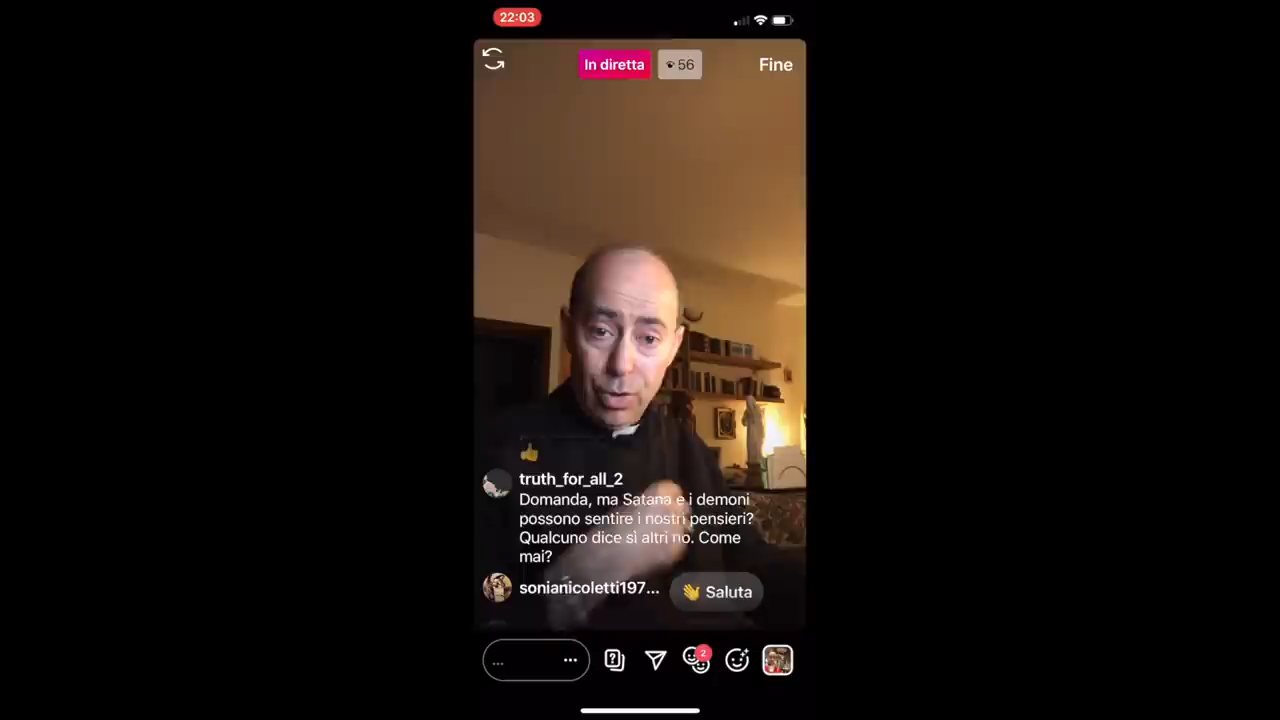 22:03
In diretta
56
Fine
truth_for_all_2
Domanda, ma Satana e i demoni
possono sentire i nostri pensieri?
Qualcuno dice sì altri no. Come
mai?
sonianicoletti197...
Saluta
...
2